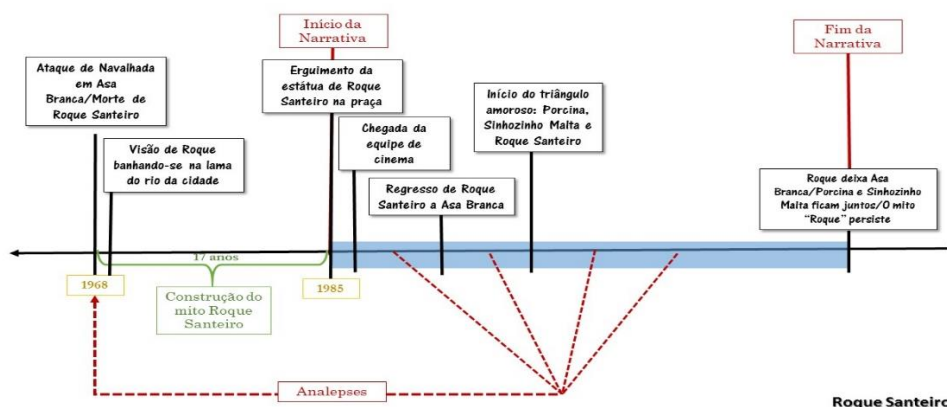 Início da
Narrativa
Fim da
Narrativa
Ataque de Navalhada
em Asa
Branca/Morte de
Roque Santeiro
Erguimento da
estátua de Roque
Santeiro na praça
Visão de Roque
banhando-se na lama
do rio da cidade
Chegada da
equipe de
cinema
Início do triângulo
amoroso: Porcina,
Sinhozinho Malta e
Roque Santeiro
Regresso de Roque
Santeiro a Asa Branca
Roque deixa Asa
Branca/Porcina e Sinhozinho
Malta ficam juntos/O mito
“Roque” persiste
17 anos
1968
1985
Construção do
mito Roque
Santeiro
Analepses
Roque Santeiro